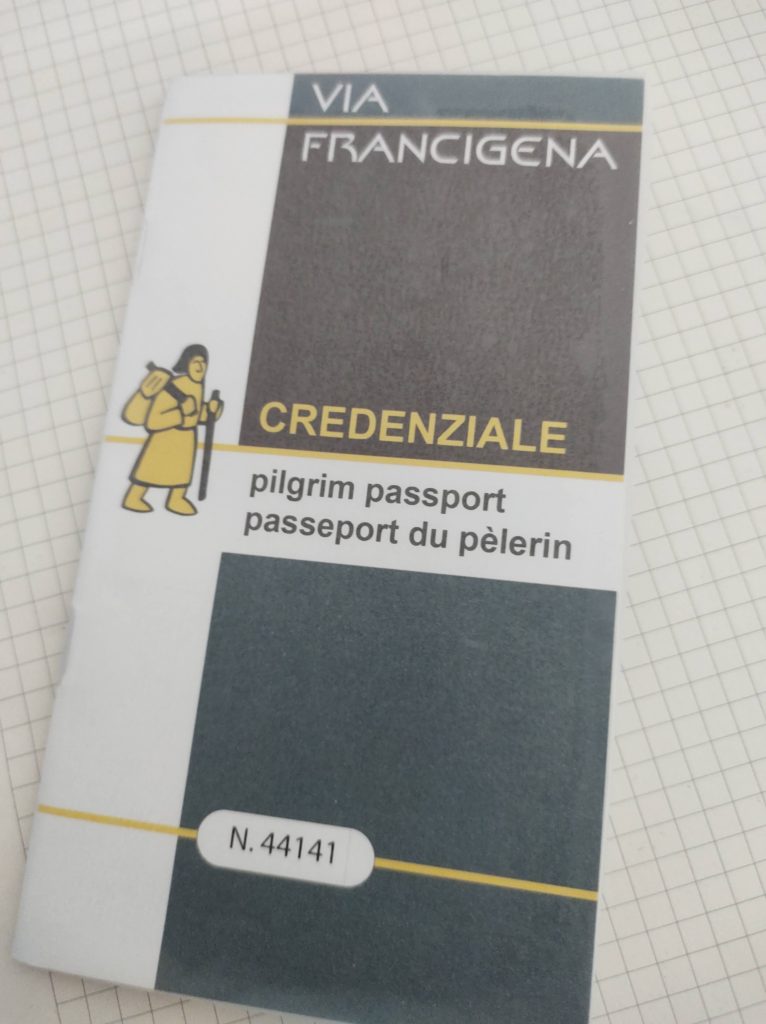 VIA
FRANCIGENA
CREDENZIALE
pilgrim passport
passeport du pèlerin
N. 44141